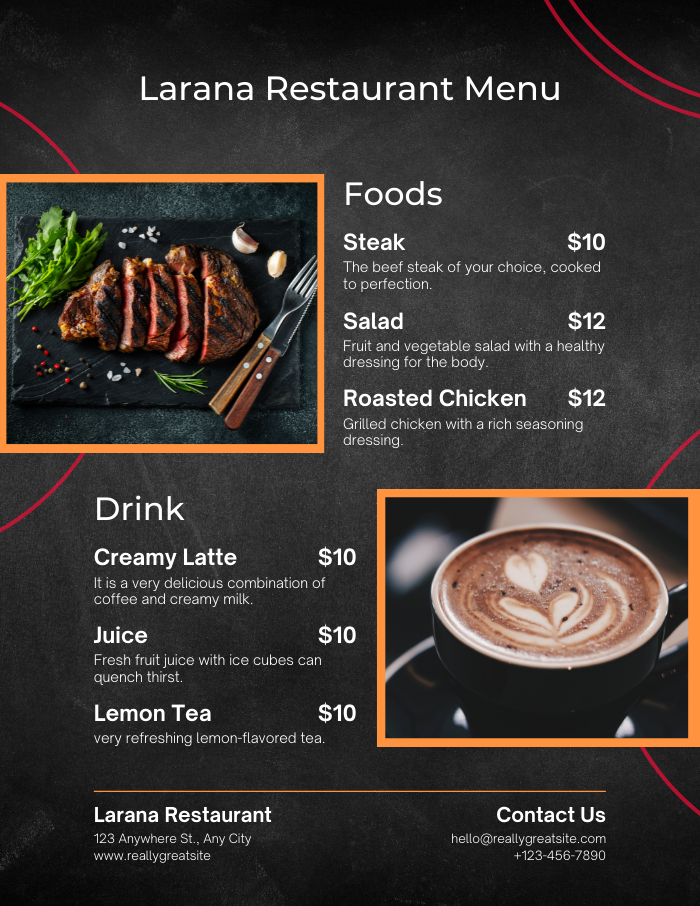 Larana Restaurant Menu
Foods
Steak $10
The beef steak of your choice, cooked
to perfection.
Salad $12
Fruit and vegetable salad with a healthy
dressing for the body.
Roasted Chicken $12
Grilled chicken with a rich seasoning
dressing.
Drink
Creamy Latte $10
It is a very delicious combination of
coffee and creamy milk.
Juice $10
Fresh fruit juice with ice cubes can
quench thirst.
Lemon Tea $10
very refreshing lemon-flavored tea.
Larana Restaurant
123 Anywhere St., Any City
www.reallygreatsite
Contact Us
hello@reallygreatsite.com
+123-456-7890